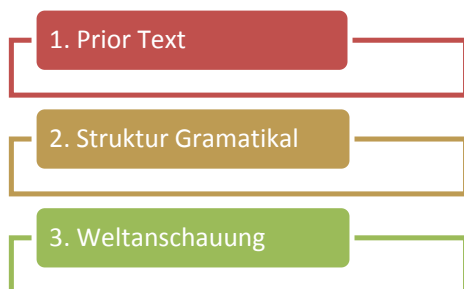 1. Prior Text
2. Struktur Gramatikal
3. Weltanschauung